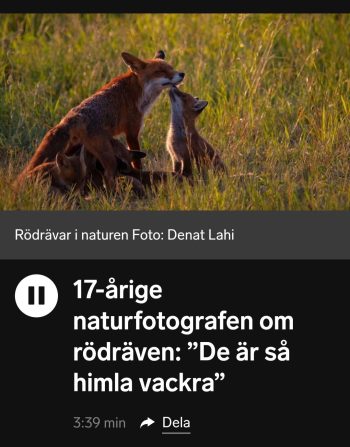 Rödrävar i naturen Foto: Denat Lahi
17-årige
naturfotografen om
rödräven: ”De är så
himla vackra”
3:39 min Dela